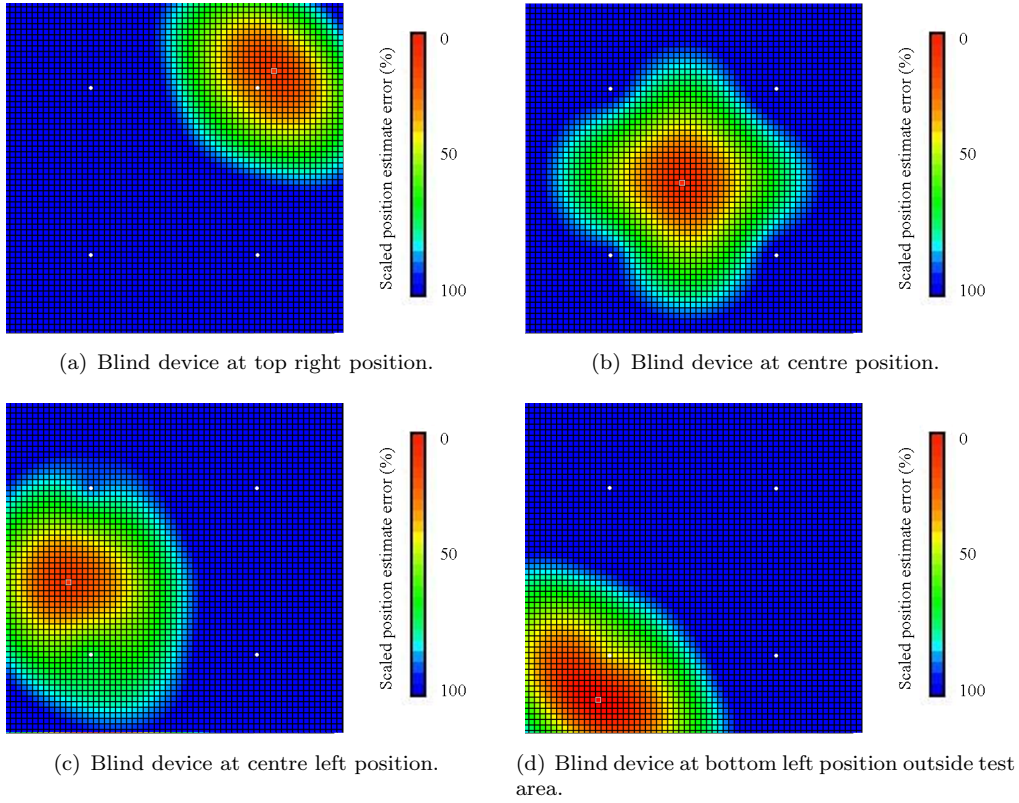 0
Scaled position estimate error (%)
50
100
(a) Blind device at top right position.
0
Scaled position estimate error (%)
50
100
(b) Blind device at centre position.
0
Scaled position estimate error (%)
50
100
(c) Blind device at centre left position.
0
Scaled position estimate error (%)
50
100
(d) Blind device at bottom left position outside test
area.